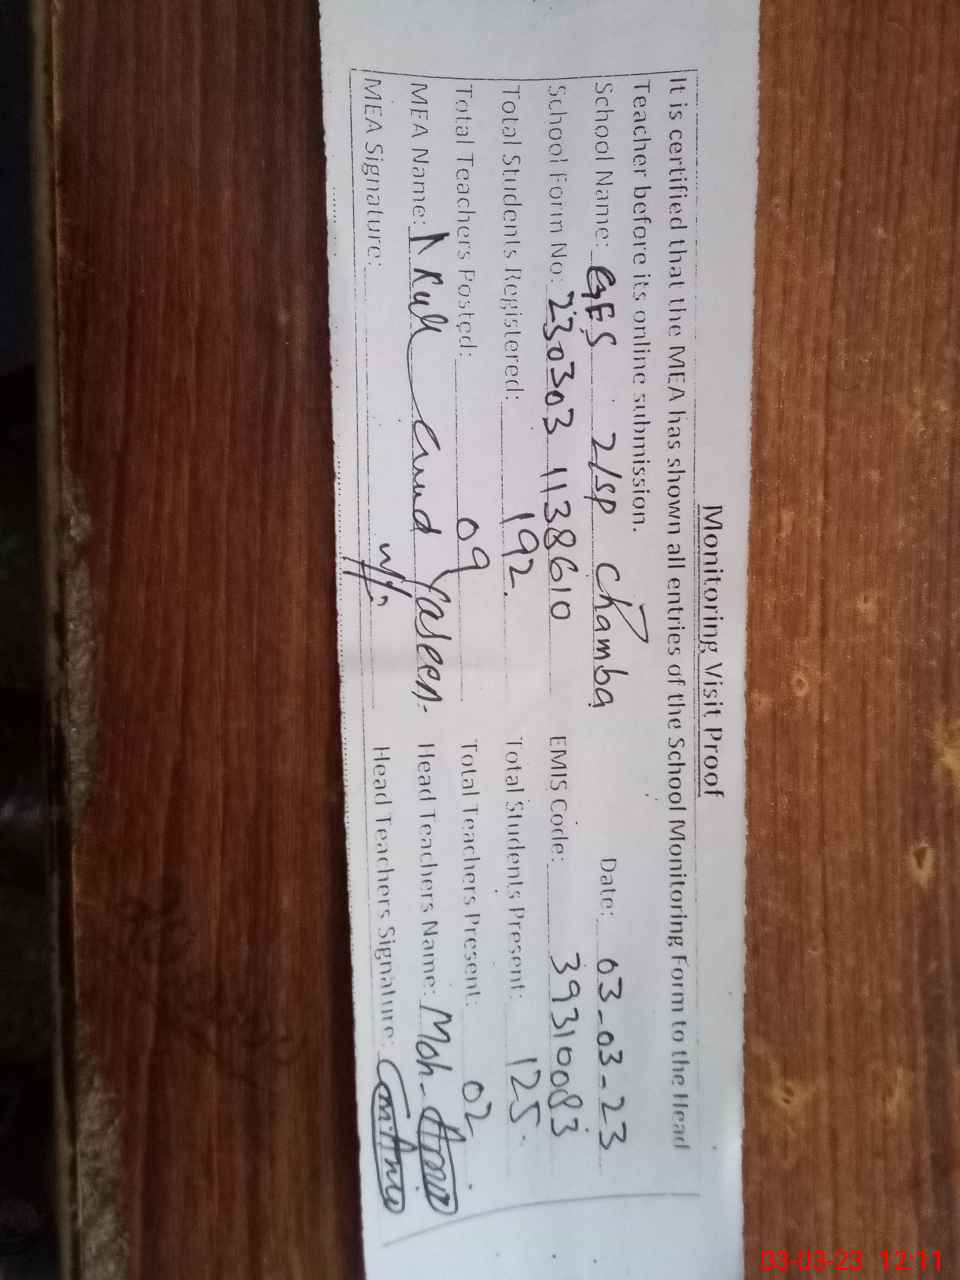 Monitoring Visit Proof
It is certified that the MEA has shown all entries of the School Monitoring Form to the Head
Teacher before its online submission.
School Name: GES 2/SP Chamba Date: 03-03-23
School Form No: 230303 1138610 EMIS Code: 39310083
Total Students Registered: 192. Total Students Present: 125.
Total Teachers Posted: 09 Total Teachers Present: 02
MEA Name: Yaseen. Head Teachers Name: Moh-
MEA Signature: Head Teachers Signature:
03-03-23 12:11